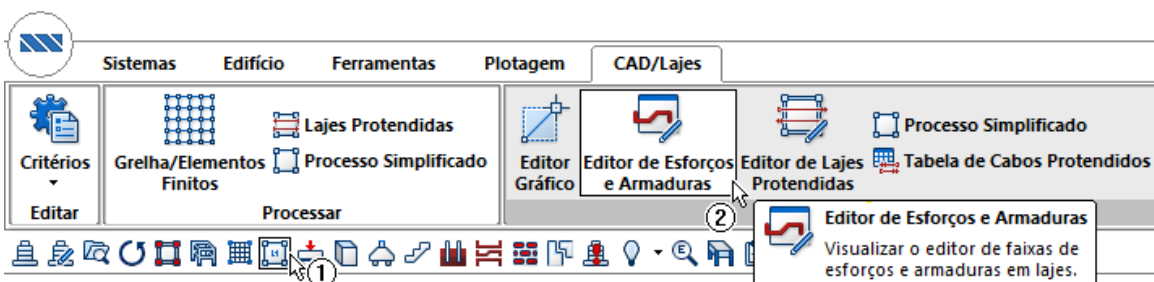 Sistemas Edifício Ferramentas Plotagem CAD/Lajes
Critérios
Editar
Grelha/Elementos
Finitos
Lajes Protendidas
Processo Simplificado
Processar
Editor
Gráfico
Editor de Esforços
e Armaduras
Editor de Lajes
Protendidas
Processo Simplificado
Tabela de Cabos Protendidos
2
Editor de Esforços e Armaduras
Visualizar o editor de faixas de
esforços e armaduras em lajes.
L1
E
1